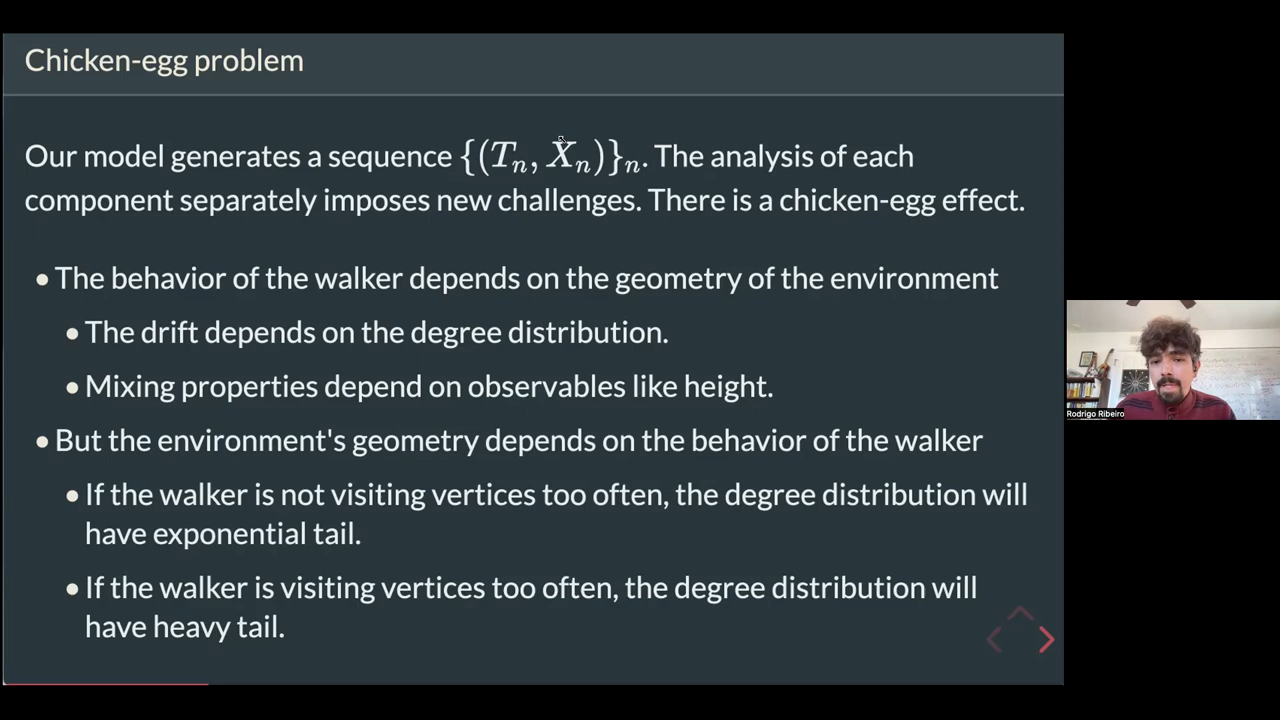 Chicken-egg problem
Our model generates a sequence {(Tₙ, Xₙ)}ₙ. The analysis of each
component separately imposes new challenges. There is a chicken-egg effect.
• The behavior of the walker depends on the geometry of the environment
• The drift depends on the degree distribution.
• Mixing properties depend on observables like height.
• But the environment's geometry depends on the behavior of the walker
• If the walker is not visiting vertices too often, the degree distribution will
have exponential tail.
• If the walker is visiting vertices too often, the degree distribution will
have heavy tail.
Rodrigo Ribeiro